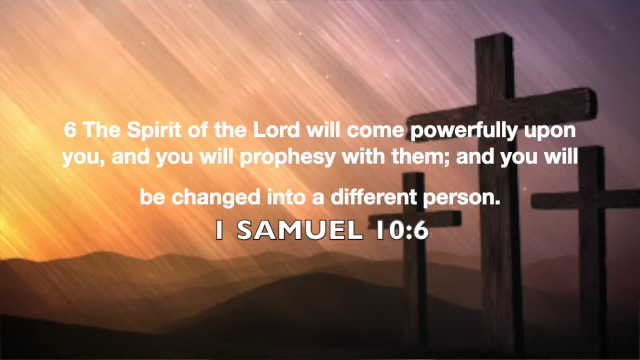 6 The Spirit of the Lord will come powerfully upon
you, and you will prophesy with them; and you will
be changed into a different person.
1 SAMUEL 10:6